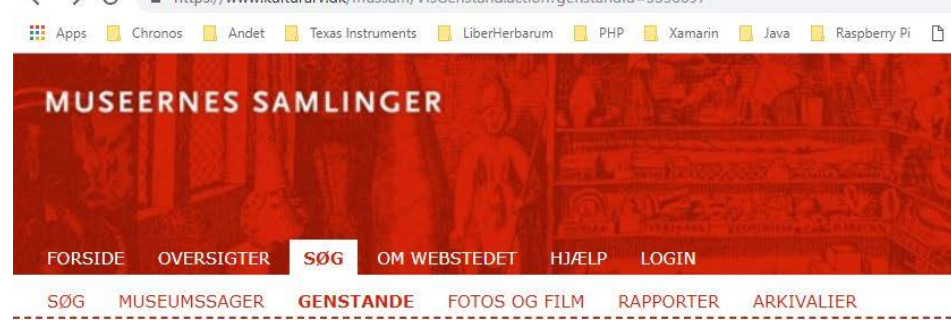 Apps Chronos Andet Texas Instruments LiberHerbarum PHP Xamarin Java Raspberry Pi
MUSEERNES SAMLINGER
FORSIDE OVERSIGTER SØG OM WEBSTEDET HJÆLP LOGIN
SØG MUSEUMSSAGER GENSTANDE FOTOS OG FILM RAPPORTER ARKIVALIER